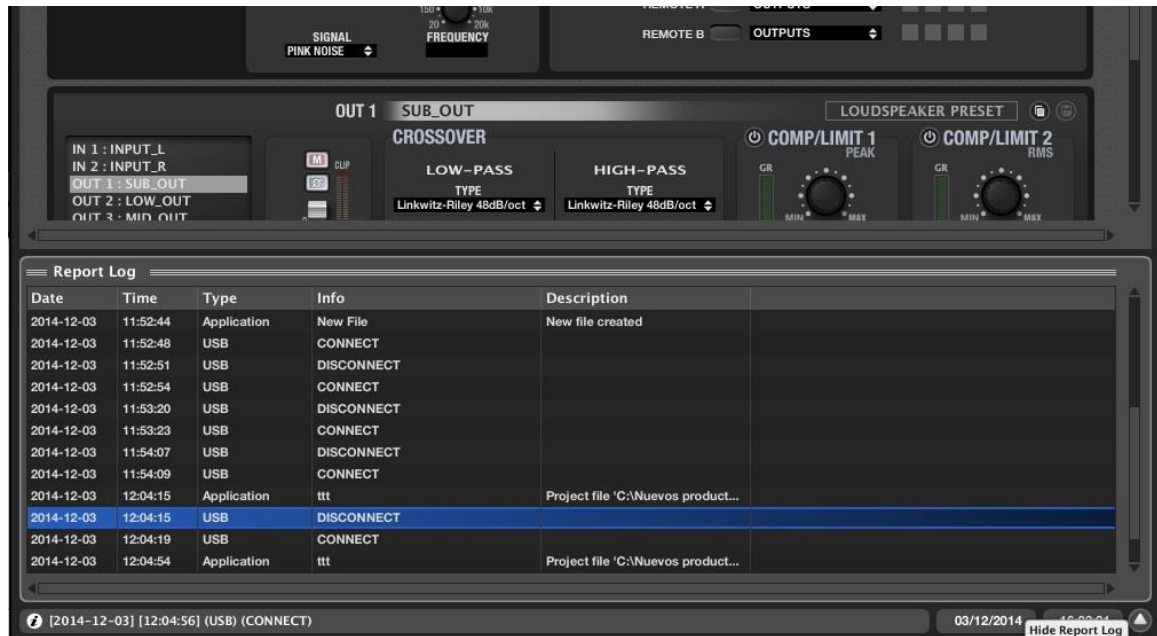 150 10k
20 20k
SIGNAL FREQUENCY
PINK NOISE
REMOTE A OUTPUTS
REMOTE B OUTPUTS
OUT 1 SUB_OUT LOUDSPEAKER PRESET
IN 1 : INPUT_L
IN 2 : INPUT_R
OUT 1 : SUB_OUT
OUT 2 : LOW_OUT
OUT 3 : MID_OUT
M CLIP
CROSSOVER
LOW-PASS HIGH-PASS
TYPE TYPE
Linkwitz-Riley 48dB/oct Linkwitz-Riley 48dB/oct
COMP/LIMIT 1
PEAK
GR
MIN MAX
COMP/LIMIT 2
RMS
GR
MIN MAX
Report Log
Date Time Type Info Description
2014-12-03 11:52:44 Application New File New file created
2014-12-03 11:52:48 USB CONNECT
2014-12-03 11:52:51 USB DISCONNECT
2014-12-03 11:52:54 USB CONNECT
2014-12-03 11:53:20 USB DISCONNECT
2014-12-03 11:53:23 USB CONNECT
2014-12-03 11:54:07 USB DISCONNECT
2014-12-03 11:54:09 USB CONNECT
2014-12-03 12:04:15 Application ttt Project file 'C:\Nuevos product...
2014-12-03 12:04:15 USB DISCONNECT
2014-12-03 12:04:19 USB CONNECT
2014-12-03 12:04:54 Application ttt Project file 'C:\Nuevos product...
[2014-12-03] [12:04:56] (USB) (CONNECT) 03/12/2014
Hide Report Log